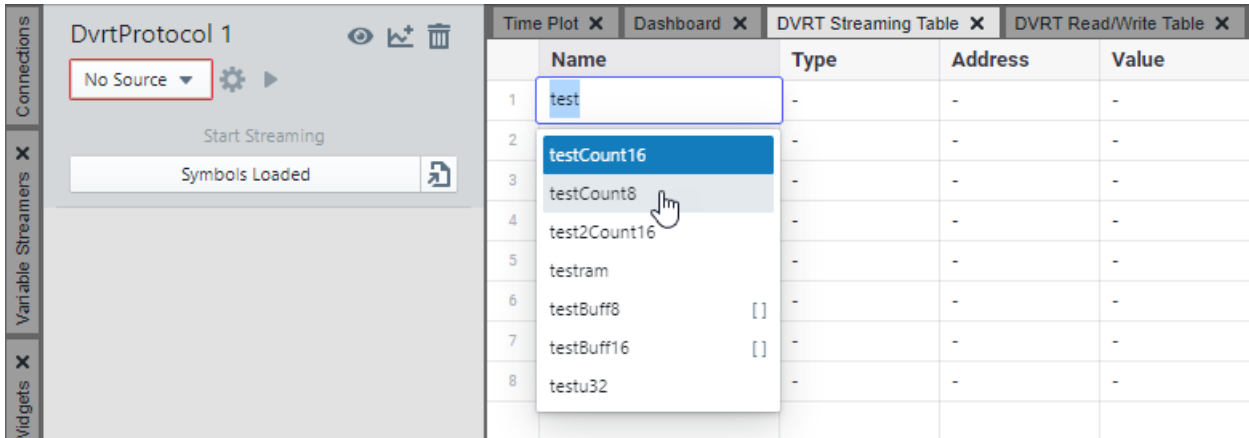 Connections
Variable Streamers
Widgets
DvrtProtocol 1
No Source
Start Streaming
Symbols Loaded
Time Plot Dashboard DVRT Streaming Table DVRT Read/Write Table
Name Type Address Value
1 test - - -
2 - - -
3 - - -
4 - - -
5 - - -
6 - - -
7 - - -
8 - - -
testCount16
testCount8
test2Count16
testram
testBuff8 [ ]
testBuff16 [ ]
testu32